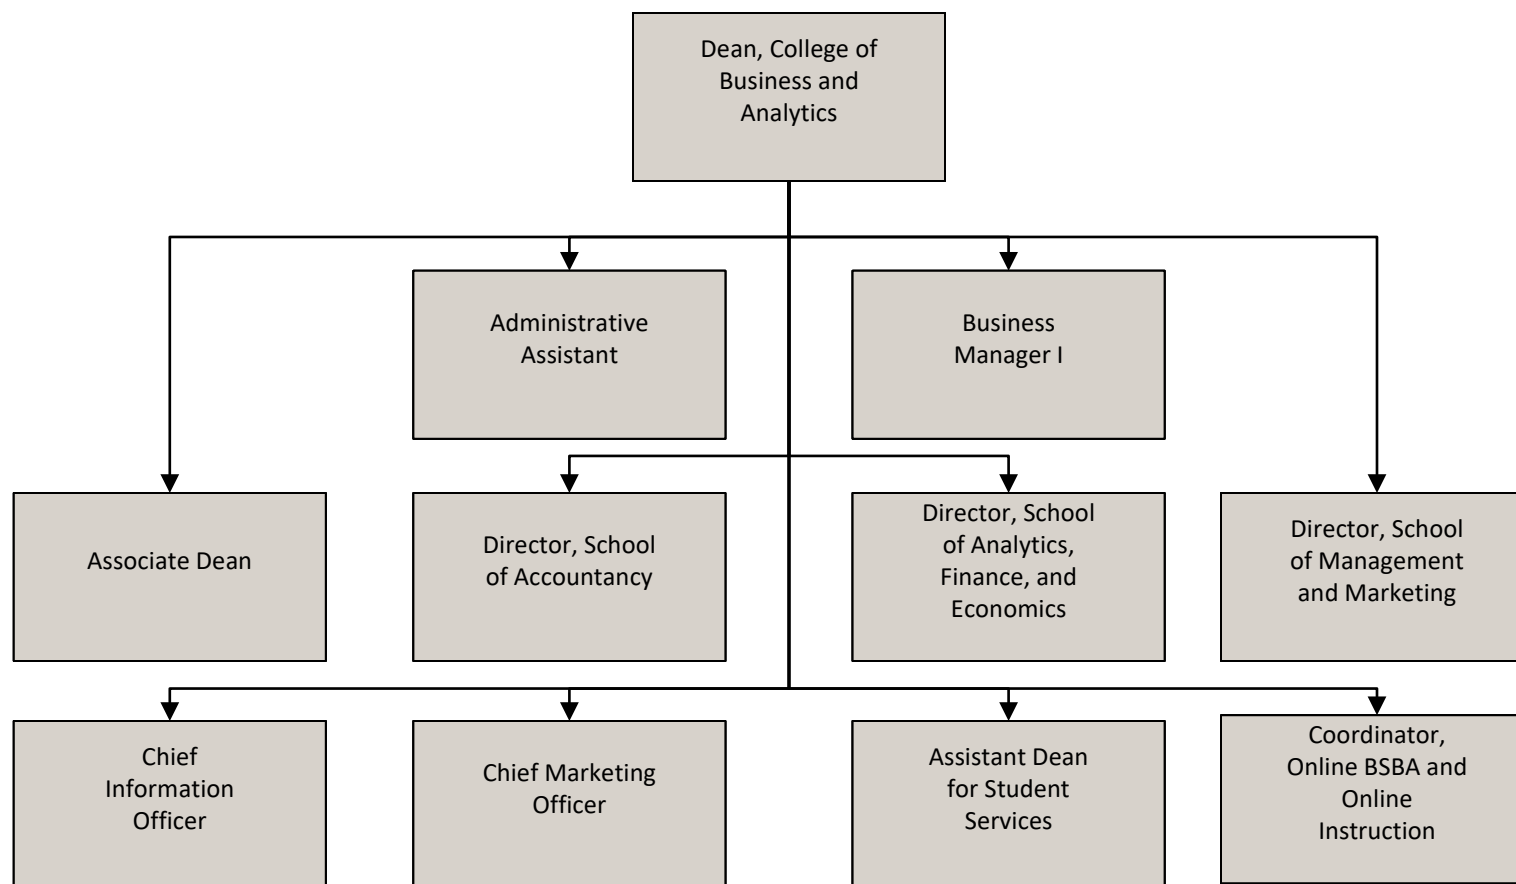 Dean, College of
Business and
Analytics
Administrative
Assistant
Business
Manager I
Associate Dean
Director, School
of Accountancy
Director, School
of Analytics,
Finance, and
Economics
Director, School
of Management
and Marketing
Chief
Information
Officer
Chief Marketing
Officer
Assistant Dean
for Student
Services
Coordinator,
Online BSBA and
Online
Instruction